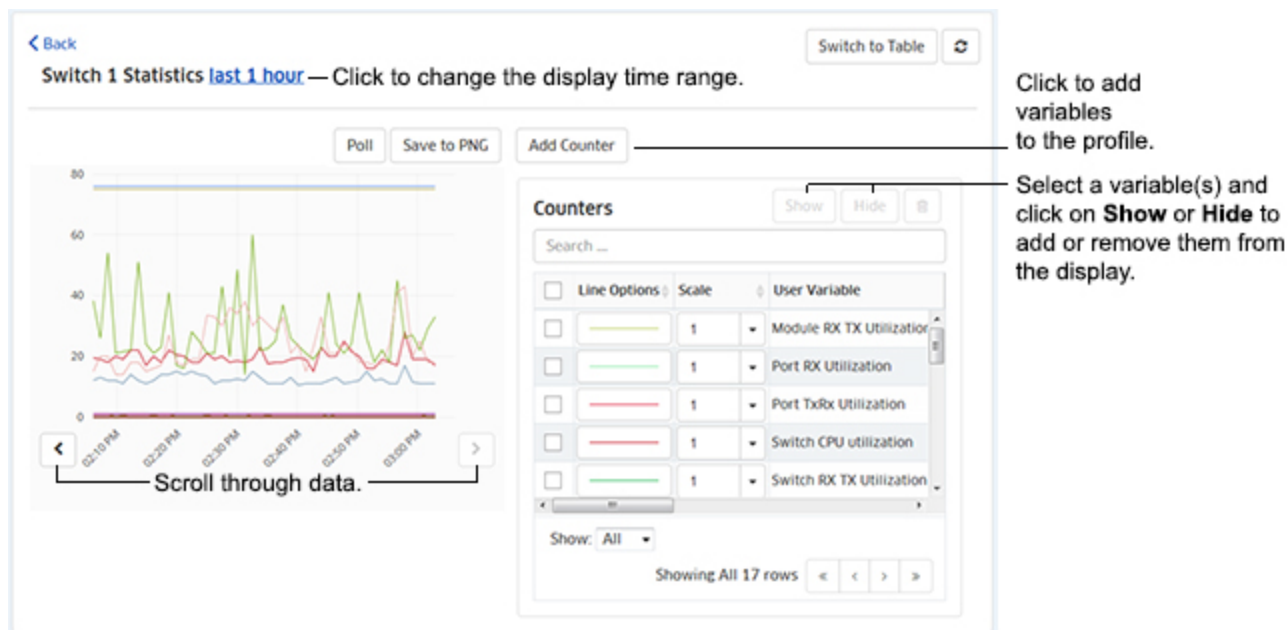 Back
Switch to Table
Switch 1 Statistics last 1 hour
Click to change the display time range.
Click to add
variables
to the profile.
Poll
Save to PNG
Add Counter
Select a variable(s) and
click on Show or Hide to
add or remove them from
the display.
80
60
40
20
0
02:10 PM
02:20 PM
02:30 PM
02:40 PM
02:50 PM
03:00 PM
Scroll through data.
Counters
Show
Hide
Search ...
Line Options
Scale
User Variable
1
Module RX TX Utilization
1
Port RX Utilization
1
Port TxRx Utilization
1
Switch CPU utilization
1
Switch RX TX Utilization
Show: All
Showing All 17 rows
« < > »